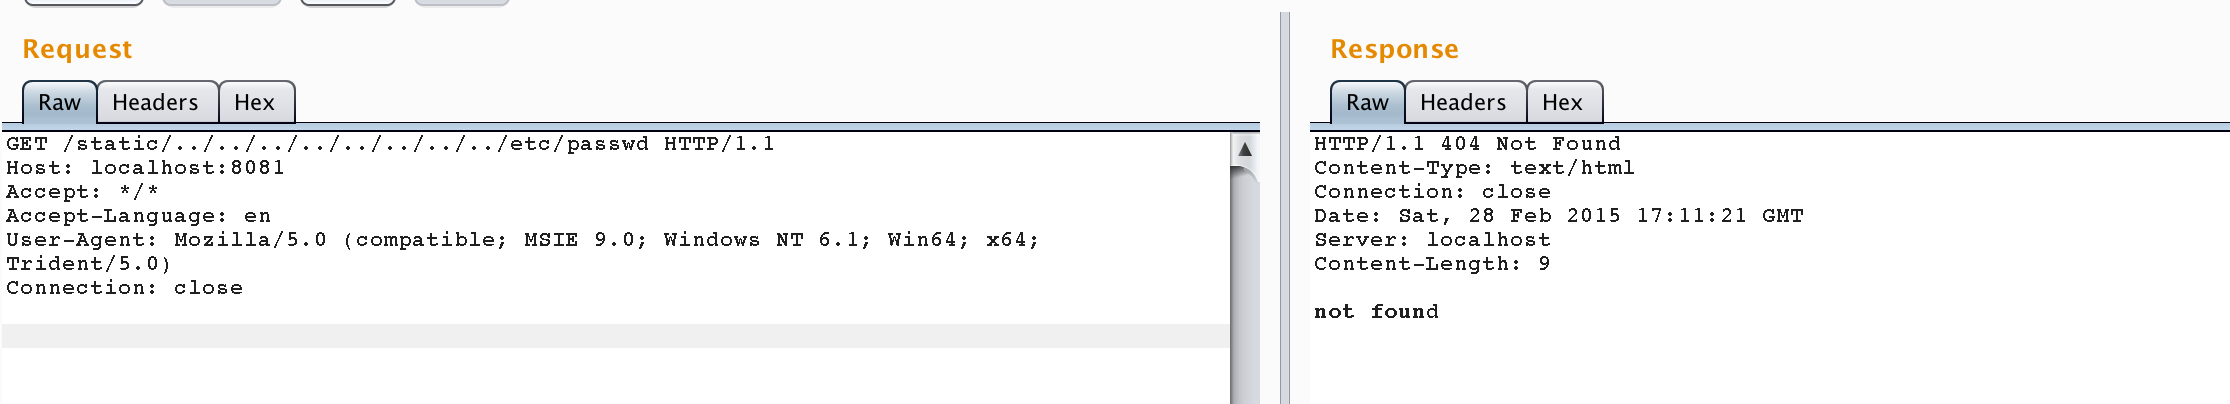 Request
Raw Headers Hex
GET /static/../../../../../../../../etc/passwd HTTP/1.1
Host: localhost:8081
Accept: */*
Accept-Language: en
User-Agent: Mozilla/5.0 (compatible; MSIE 9.0; Windows NT 6.1; Win64; x64;
Trident/5.0)
Connection: close
Response
Raw Headers Hex
HTTP/1.1 404 Not Found
Content-Type: text/html
Connection: close
Date: Sat, 28 Feb 2015 17:11:21 GMT
Server: localhost
Content-Length: 9
not found